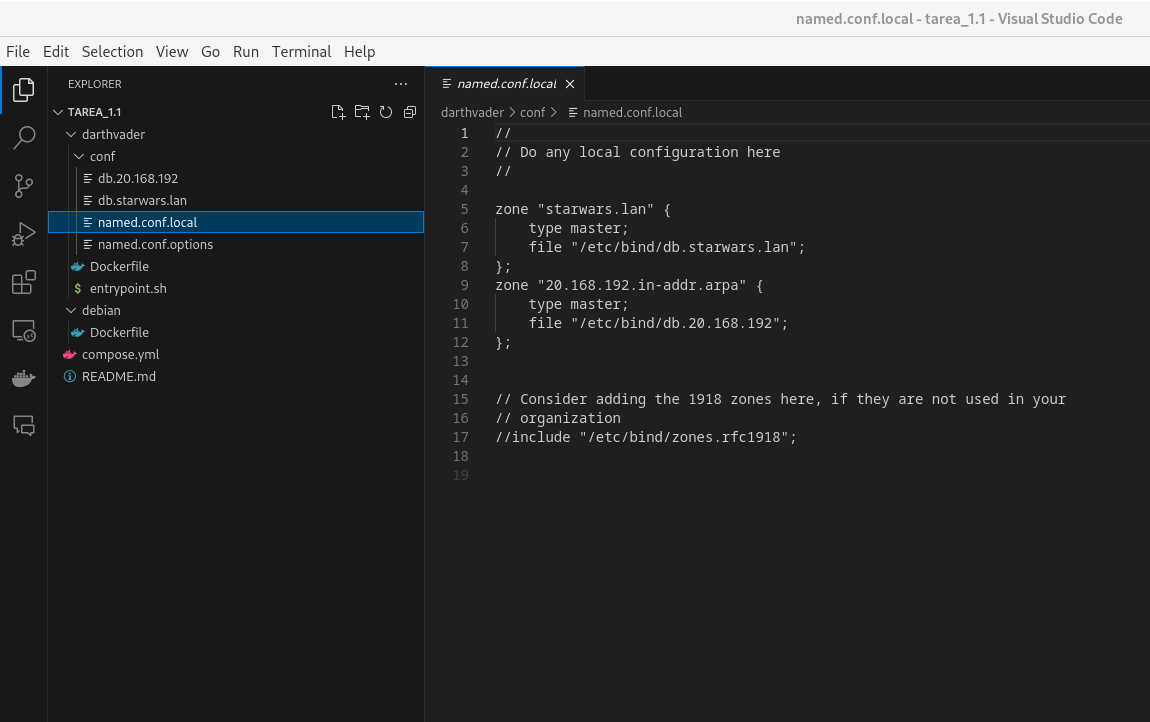 named.conf.local - tarea_1.1 - Visual Studio Code
File Edit Selection View Go Run Terminal Help
EXPLORER
TAREA_1.1
darthvader
conf
db.20.168.192
db.starwars.lan
named.conf.local
named.conf.options
Dockerfile
$ entrypoint.sh
debian
Dockerfile
compose.yml
README.md
named.conf.local
darthvader > conf > named.conf.local
1 //
2 // Do any local configuration here
3 //
4
5 zone "starwars.lan" {
6 type master;
7 file "/etc/bind/db.starwars.lan";
8 };
9 zone "20.168.192.in-addr.arpa" {
10 type master;
11 file "/etc/bind/db.20.168.192";
12 };
13
14
15 // Consider adding the 1918 zones here, if they are not used in your
16 // organization
17 //include "/etc/bind/zones.rfc1918";
18
19